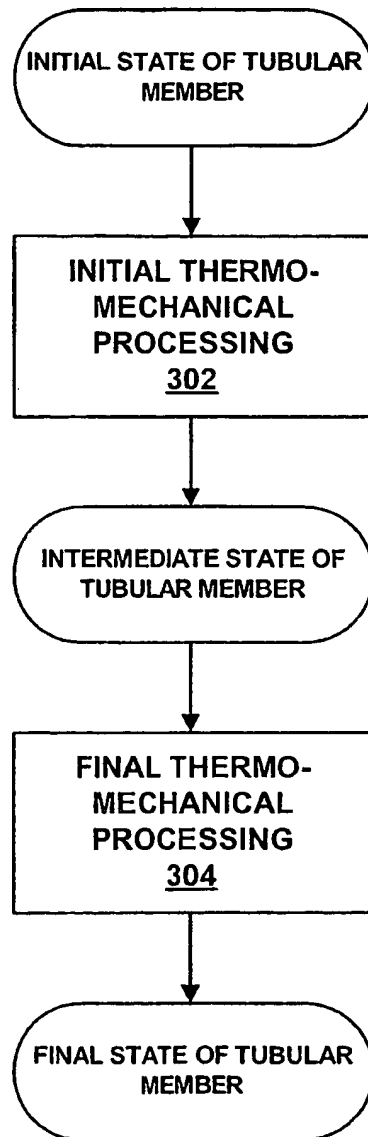 INITIAL STATE OF TUBULAR
MEMBER
INITIAL THERMO-
MECHANICAL
PROCESSING
302
INTERMEDIATE STATE OF
TUBULAR MEMBER
FINAL THERMO-
MECHANICAL
PROCESSING
304
FINAL STATE OF TUBULAR
MEMBER